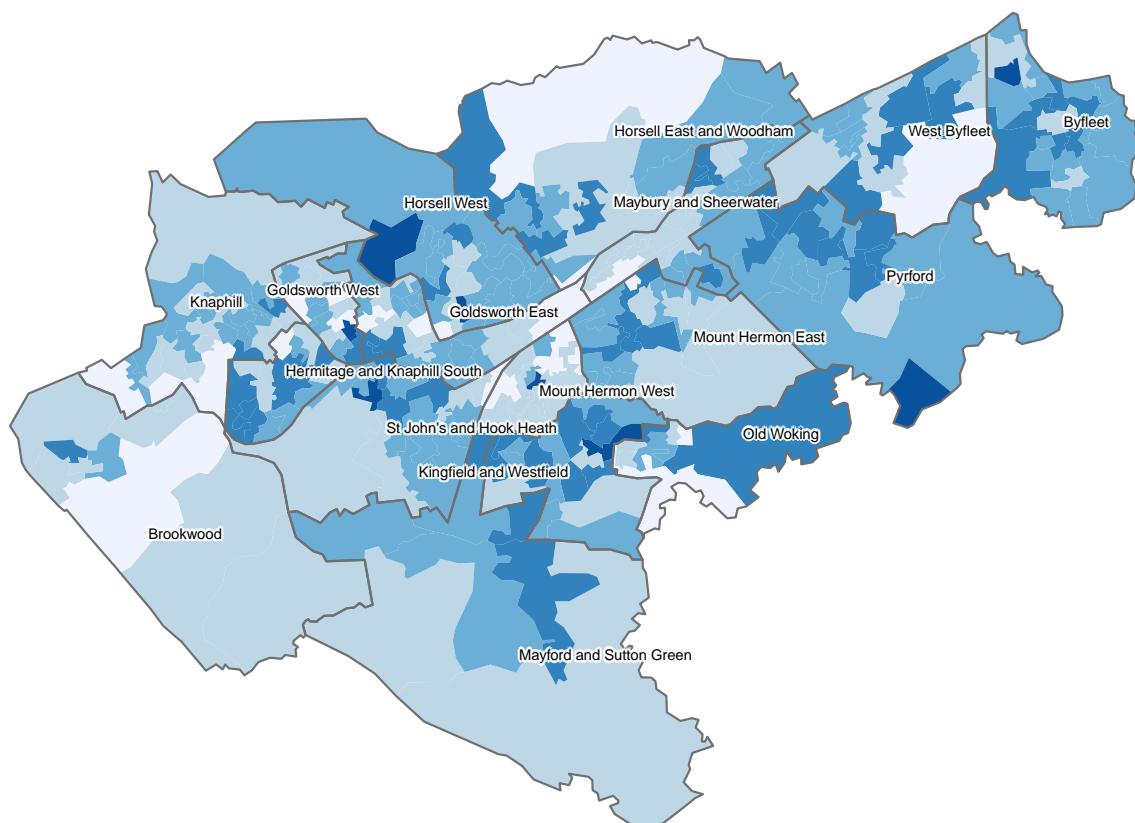 Horsell East and Woodham
West Byfleet
Byfleet
Horsell West
Maybury and Sheerwater
Pyrford
Goldsworth West
Knaphill
Goldsworth East
Mount Hermon East
Hermitage and Knaphill South
Mount Hermon West
St John's and Hook Heath
Old Woking
Kingfield and Westfield
Brookwood
Mayford and Sutton Green